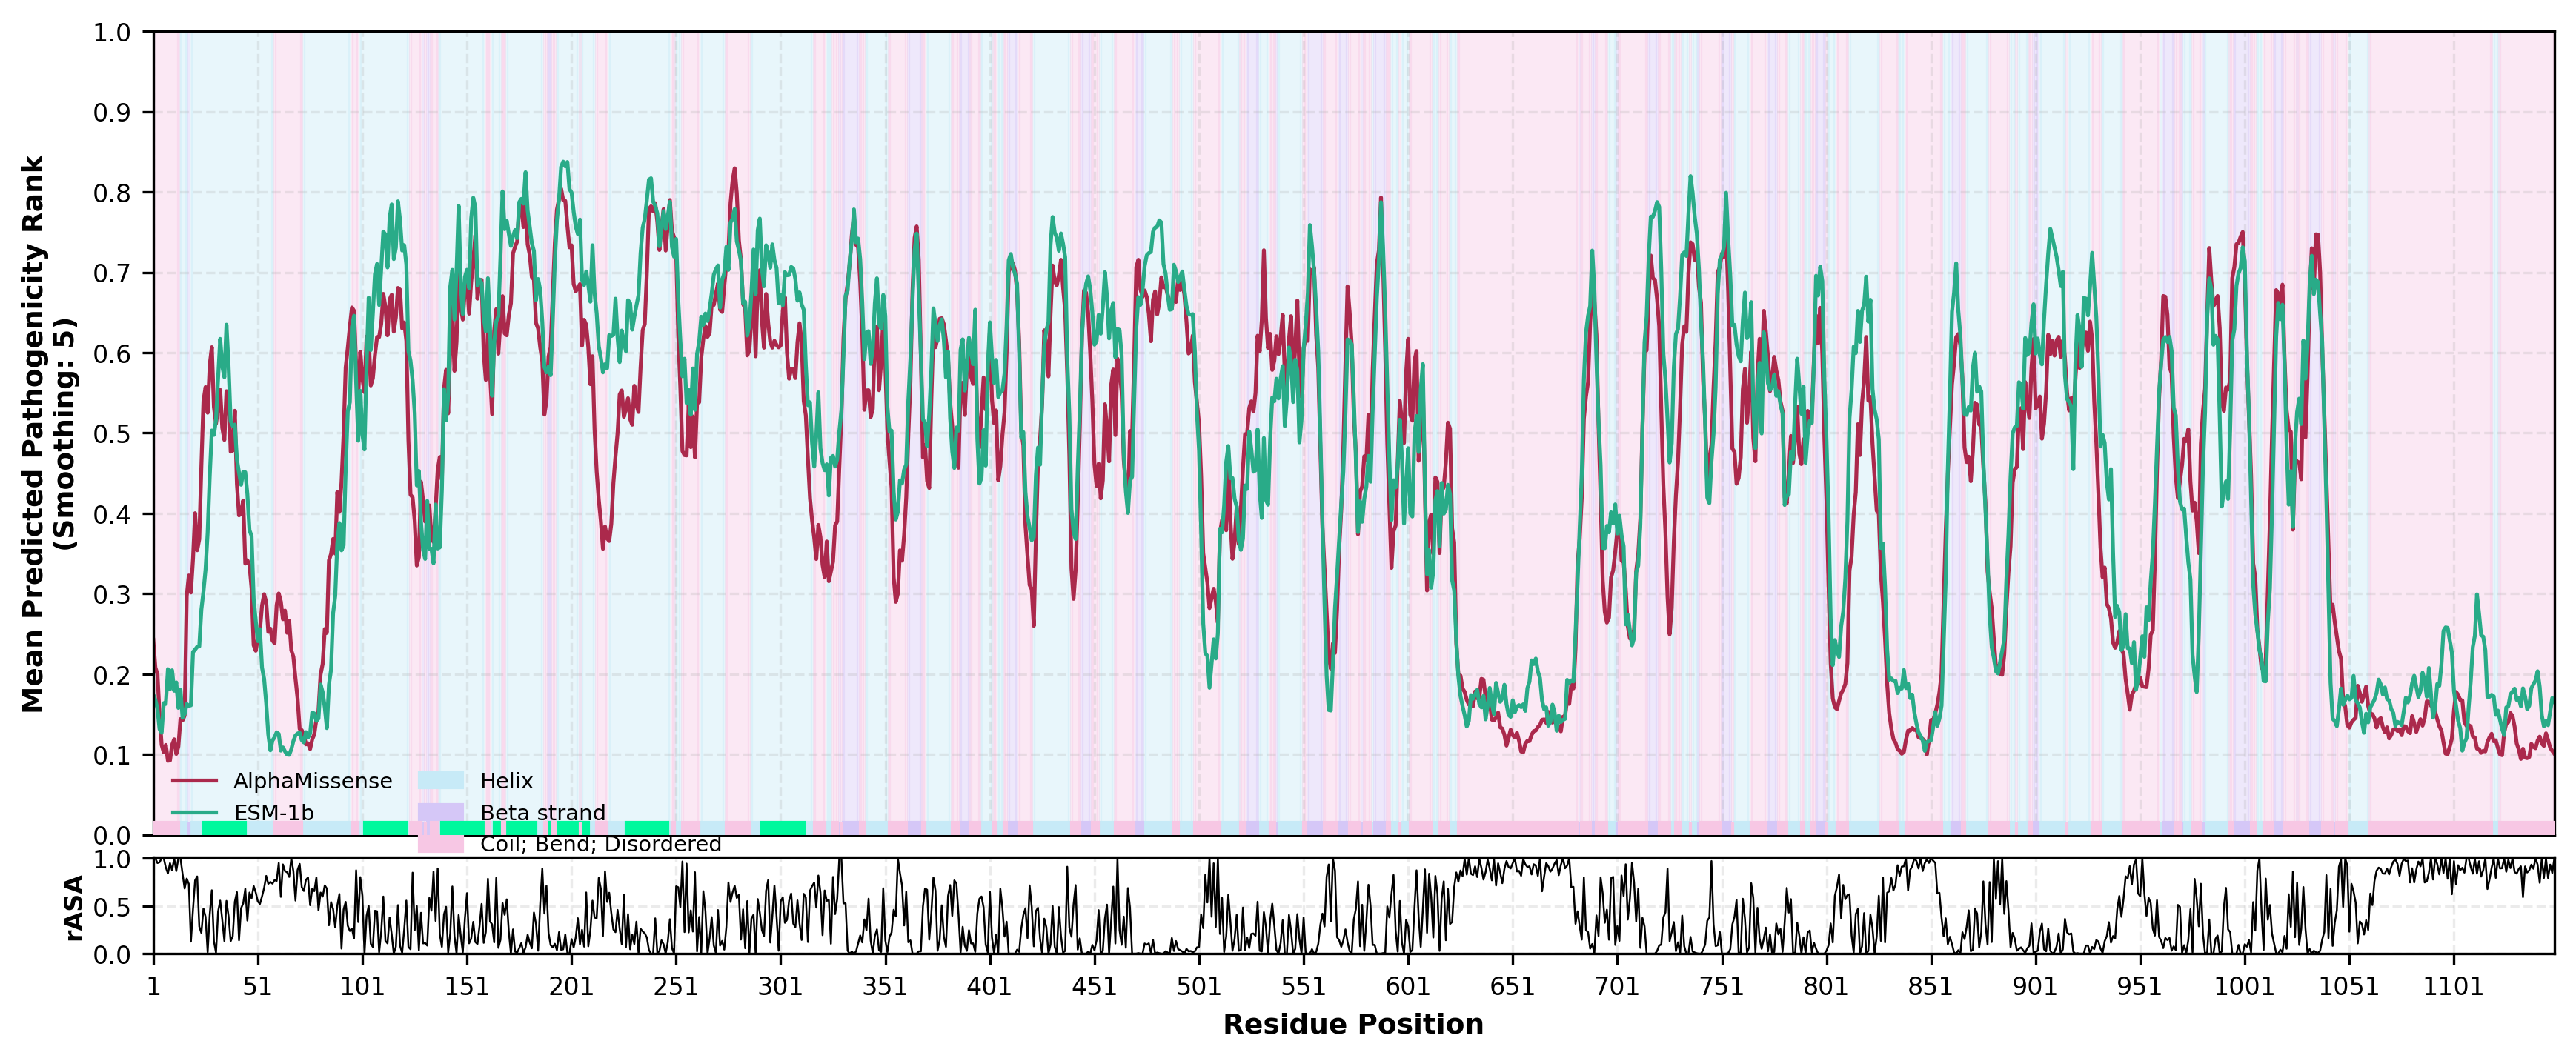 Mean Predicted Pathogenicity Rank
(Smoothing: 5)
1.0
0.9
0.8
0.7
0.6
0.5
0.4
0.3
0.2
0.1
0.0
AlphaMissense
ESM-1b
Helix
Beta strand
Coil; Bend; Disordered
rASA
1.0
0.5
0.0
1 51 101 151 201 251 301 351 401 451 501 551 601 651 701 751 801 851 901 951 1001 1051 1101
Residue Position